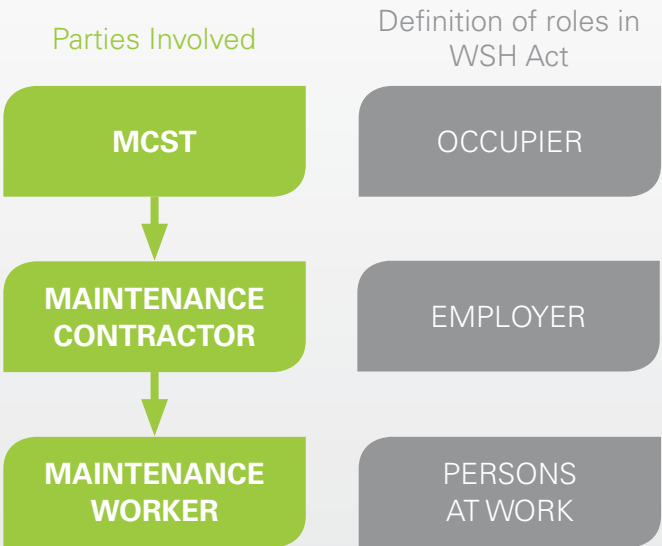 Parties Involved
Definition of roles in
WSH Act
MCST
OCCUPIER
MAINTENANCE
CONTRACTOR
EMPLOYER
MAINTENANCE
WORKER
PERSONS
AT WORK